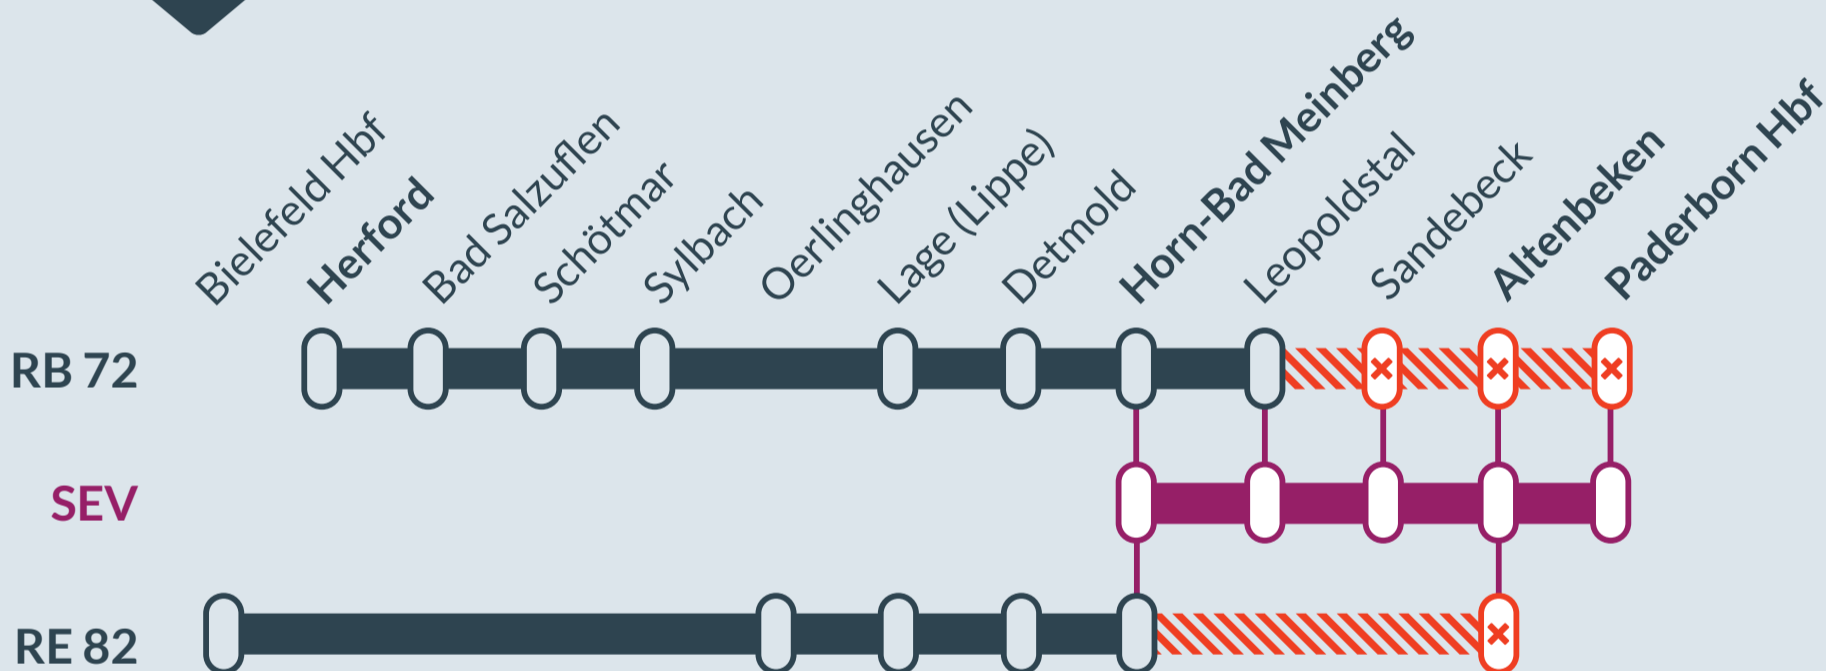 Bielefeld Hbf
Herford
Bad Salzuflen
Schötmar
Sylbach
Oerlinghausen
Lage (Lippe)
Detmold
Horn-Bad Meinberg
Leopoldstal
Sandebeck
Altenbeken
Paderborn Hbf
RB 72
SEV
RE 82